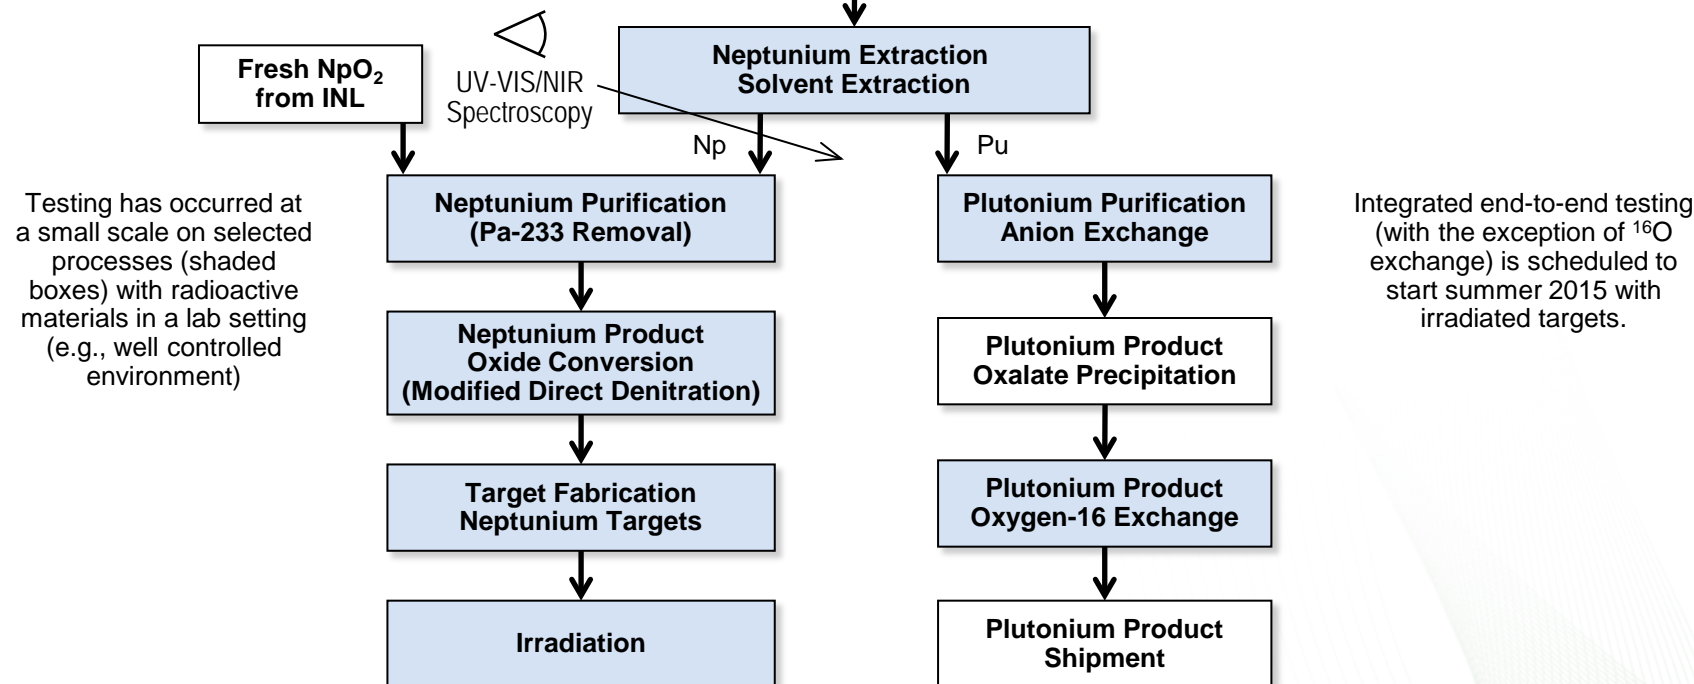 Neptunium Extraction
Solvent Extraction
Fresh NpO₂
from INL
UV-VIS/NIR
Spectroscopy
Np
Pu
Testing has occurred at
a small scale on selected
processes (shaded
boxes) with radioactive
materials in a lab setting
(e.g., well controlled
environment)
Neptunium Purification
(Pa-233 Removal)
Plutonium Purification
Anion Exchange
Integrated end-to-end testing
(with the exception of ¹⁶O
exchange) is scheduled to
start summer 2015 with
irradiated targets.
Neptunium Product
Oxide Conversion
(Modified Direct Denitration)
Plutonium Product
Oxalate Precipitation
Target Fabrication
Neptunium Targets
Plutonium Product
Oxygen-16 Exchange
Irradiation
Plutonium Product
Shipment